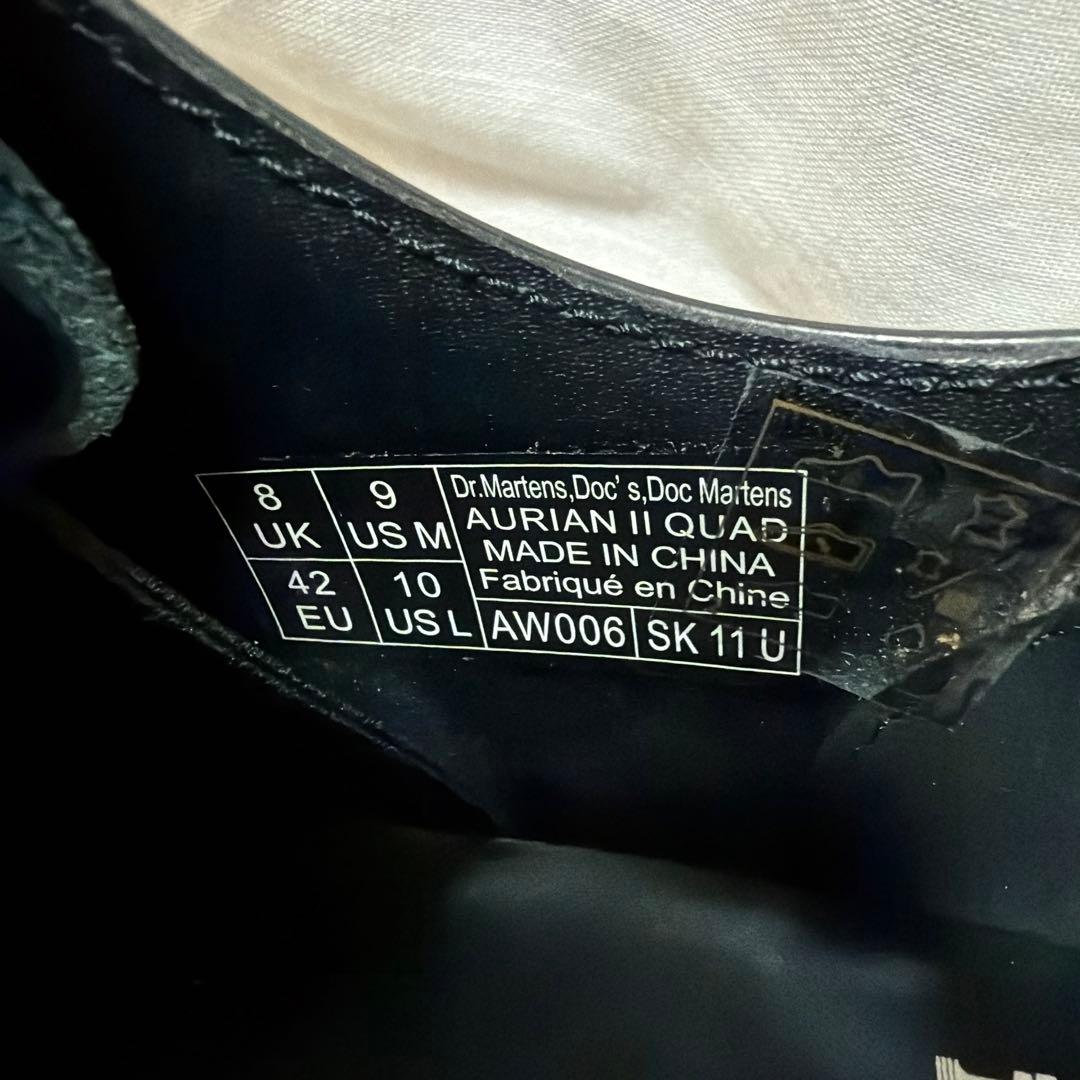 8 UK
9 US M
42 EU
10 US L
Dr.Martens,Doc's,Doc Martens
AURIAN II QUAD
MADE IN CHINA
Fabriqué en Chine
AW006
SK 11 U